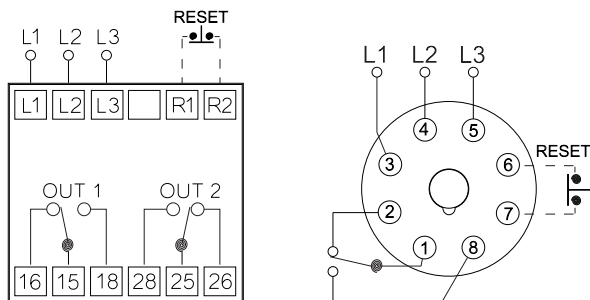 RESET
L1 L2 L3
L1 L2 L3 R1 R2
OUT 1 OUT 2
16 15 18 28 25 26
L1 L2 L3
4 5
3 6
RESET
2 7
1 8